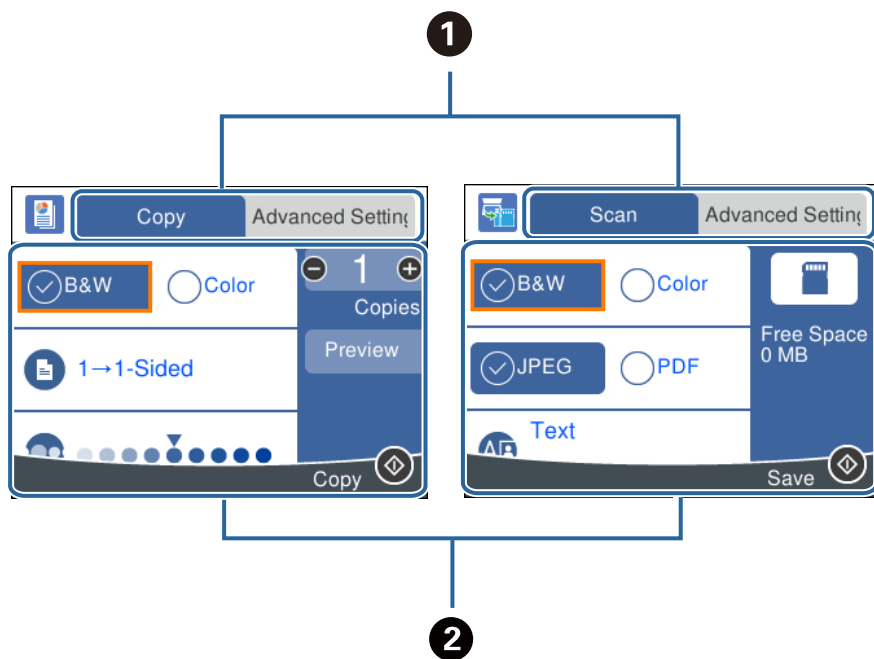 1
Copy Advanced Setting
B&W Color
1
Copies
Preview
1→1-Sided
Copy
Scan Advanced Setting
B&W Color
JPEG PDF
Free Space
0 MB
Text
Save
2